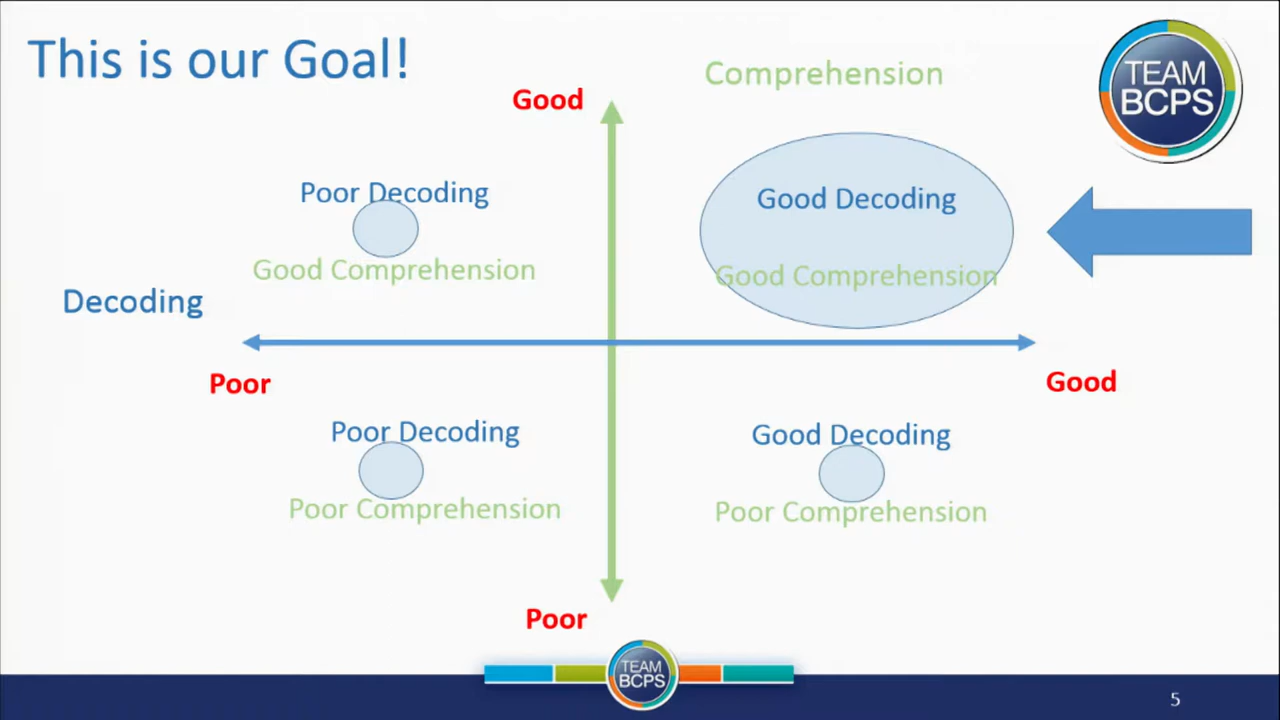 This is our Goal!
Comprehension
TEAM
BCPS
Good
Poor Decoding
Good Comprehension
Good Decoding
Good Comprehension
Decoding
Poor
Good
Poor Decoding
Poor Comprehension
Good Decoding
Poor Comprehension
Poor
TEAM
BCPS
5